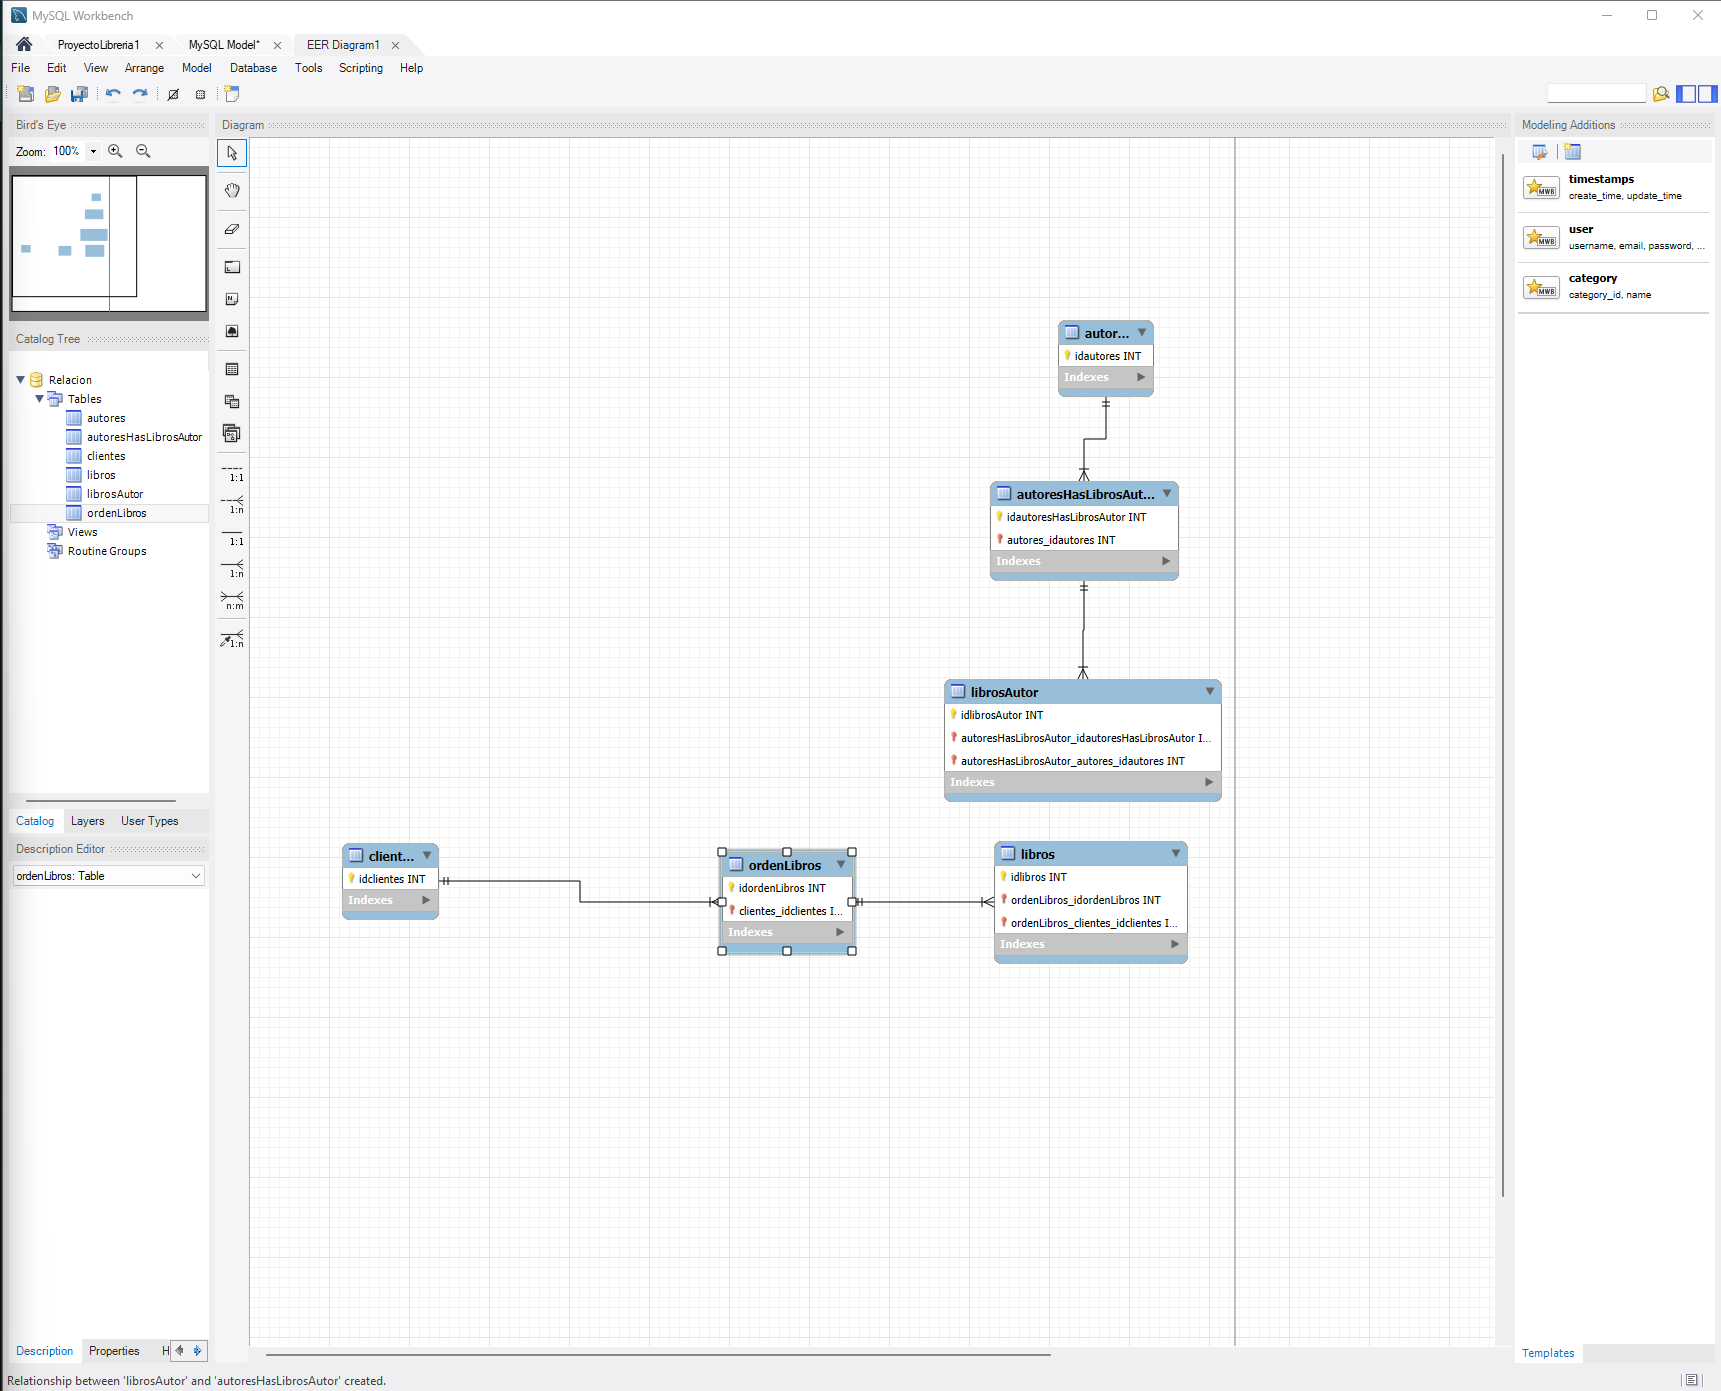 MySQL Workbench
ProyectoLibreria1
MySQL Model*
EER Diagram1
File Edit View Arrange Model Database Tools Scripting Help
Bird's Eye
Zoom: 100%
Diagram
Modeling Additions
timestamps
create_time, update_time
user
username, email, password, ...
category
category_id, name
Catalog Tree
Relacion
Tables
autores
autoresHasLibrosAutor
clientes
libros
librosAutor
ordenLibros
Views
Routine Groups
1:1
1:n
1:1
1:n
n:m
1:n
autor...
idautores INT
Indexes
autoresHasLibrosAut...
idautoresHasLibrosAutor INT
autores_idautores INT
Indexes
librosAutor
idlibrosAutor INT
autoresHasLibrosAutor_idautoresHasLibrosAutor I...
autoresHasLibrosAutor_autores_idautores INT
Indexes
client...
idclientes INT
Indexes
ordenLibros
idordenLibros INT
clientes_idclientes I...
Indexes
libros
idlibros INT
ordenLibros_idordenLibros INT
ordenLibros_clientes_idclientes I...
Indexes
Catalog Layers User Types
Description Editor
ordenLibros: Table
Description Properties H
Templates
Relationship between 'librosAutor' and 'autoresHasLibrosAutor' created.